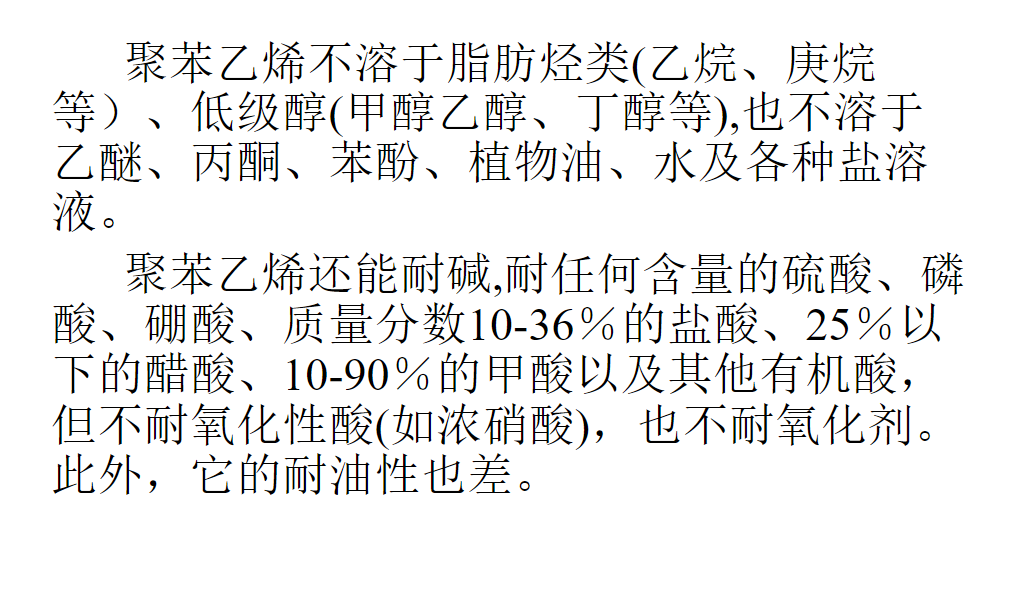 聚苯乙烯不溶于脂肪烃类(乙烷、庚烷
等）、低级醇(甲醇乙醇、丁醇等),也不溶于
乙醚、丙酮、苯酚、植物油、水及各种盐溶
液。
聚苯乙烯还能耐碱,耐任何含量的硫酸、磷
酸、硼酸、质量分数10-36％的盐酸、25％以
下的醋酸、10-90％的甲酸以及其他有机酸，
但不耐氧化性酸(如浓硝酸)，也不耐氧化剂。
此外，它的耐油性也差。